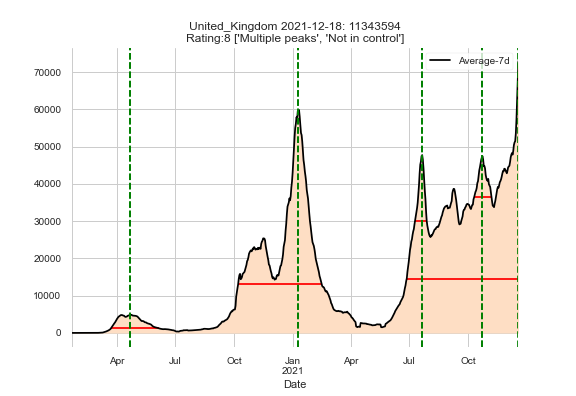 United_Kingdom 2021-12-18: 11343594
Rating:8 ['Multiple peaks', 'Not in control']
Average-7d
70000
60000
50000
40000
30000
20000
10000
0
Apr Jul Oct Jan Apr Jul Oct
2021
Date